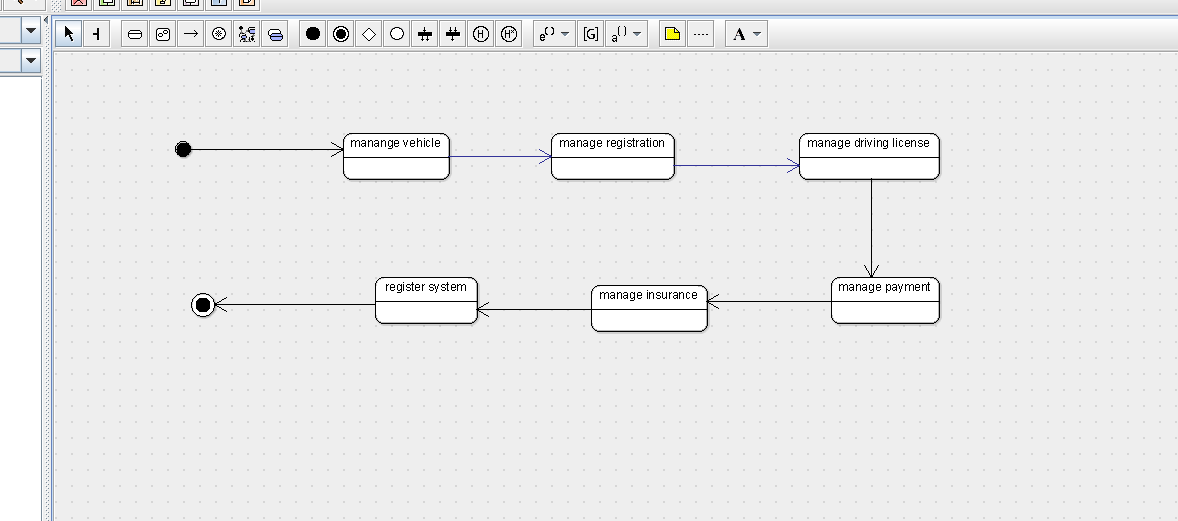 H H*
e() [G] a() A
manange vehicle manage registration manage driving license
register system manage insurance manage payment